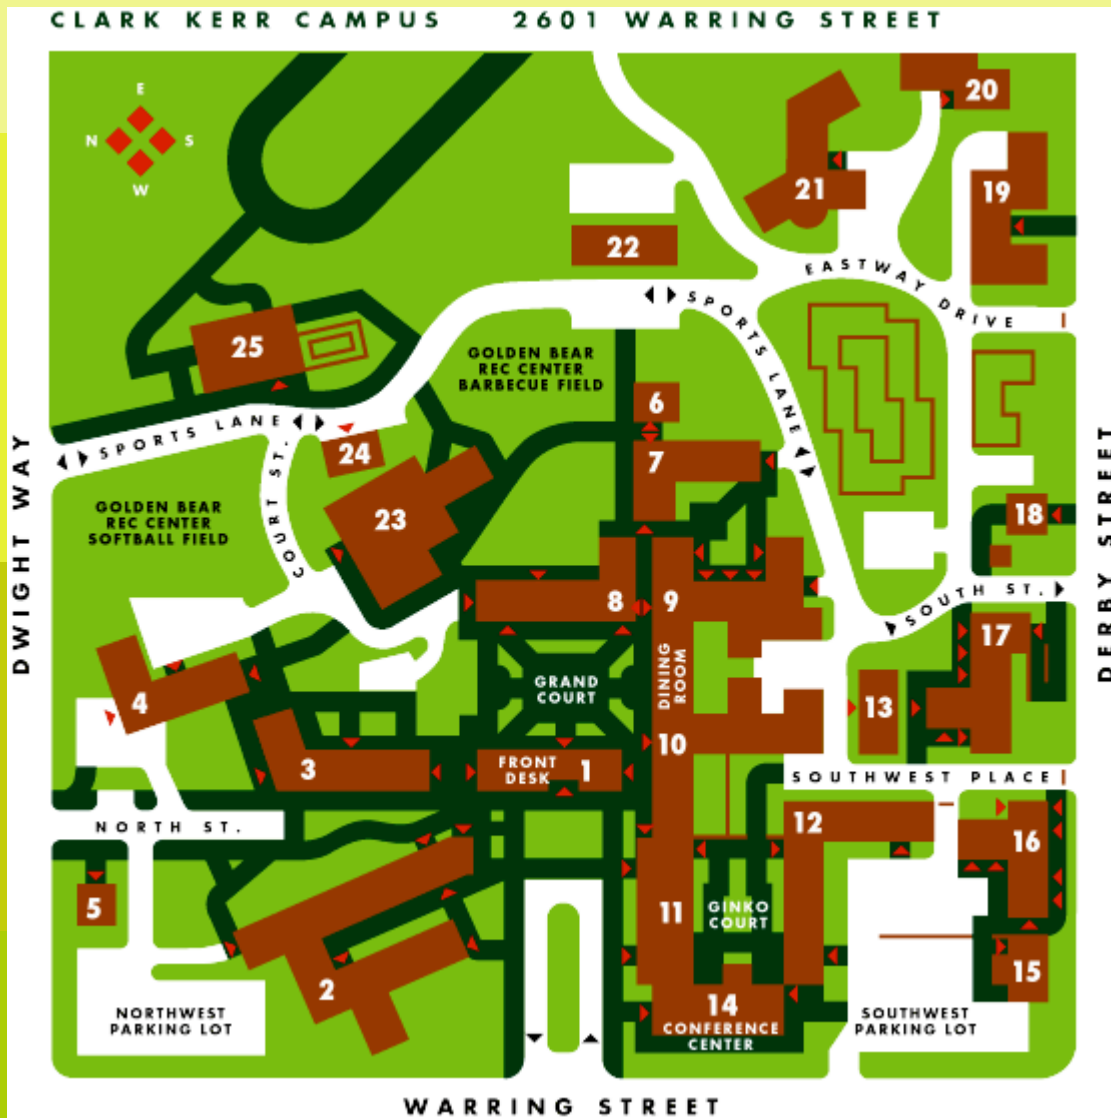 CLARK KERR CAMPUS 2601 WARRING STREET
E
N S
W
20
21
19
22
EASTWAY DRIVE
SPORTS LANE
25
GOLDEN BEAR
REC CENTER
BARBECUE FIELD
6
SPORTS LANE
24
7
DWIGHT WAY
DERBY STREET
GOLDEN BEAR
REC CENTER
SOFTBALL FIELD
COURT ST.
23
18
8
9
SOUTH ST.
17
4
GRAND
COURT
DINING
ROOM
13
3
FRONT
DESK
1
10
SOUTHWEST PLACE
NORTH ST.
12
16
5
11
GINKO
COURT
2
15
14
CONFERENCE
CENTER
NORTHWEST
PARKING LOT
SOUTHWEST
PARKING LOT
WARRING STREET